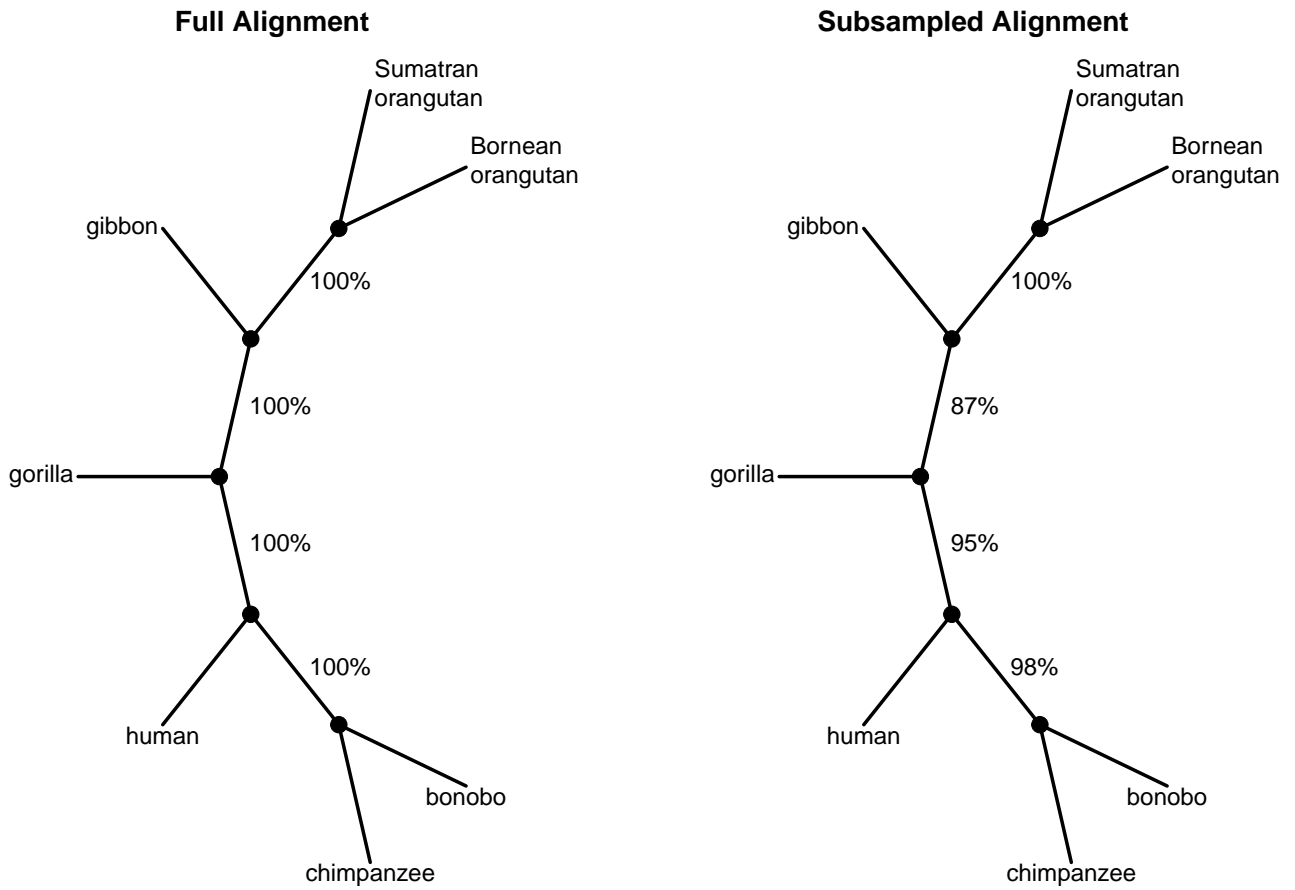 Full Alignment
Sumatran
orangutan
Bornean
orangutan
gibbon
100%
100%
gorilla
100%
100%
human
bonobo
chimpanzee
Subsampled Alignment
Sumatran
orangutan
Bornean
orangutan
gibbon
100%
87%
gorilla
95%
98%
human
bonobo
chimpanzee